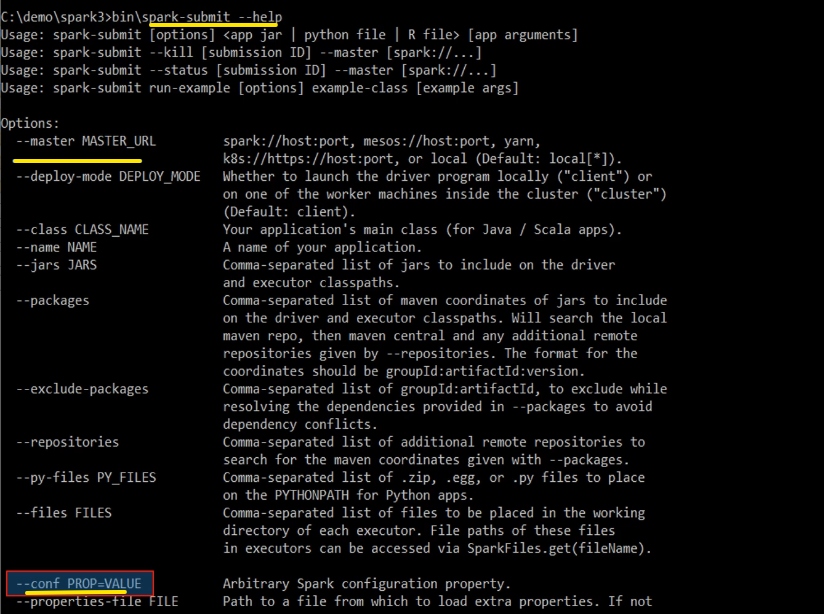 C:\demo\spark3>bin\spark-submit --help
Usage: spark-submit [options] <app jar | python file | R file> [app arguments]
Usage: spark-submit --kill [submission ID] --master [spark://...]
Usage: spark-submit --status [submission ID] --master [spark://...]
Usage: spark-submit run-example [options] example-class [example args]
Options:
--master MASTER_URL spark://host:port, mesos://host:port, yarn,
k8s://https://host:port, or local (Default: local[*]).
--deploy-mode DEPLOY_MODE Whether to launch the driver program locally ("client") or
on one of the worker machines inside the cluster ("cluster")
(Default: client).
--class CLASS_NAME Your application's main class (for Java / Scala apps).
--name NAME A name of your application.
--jars JARS Comma-separated list of jars to include on the driver
and executor classpaths.
--packages Comma-separated list of maven coordinates of jars to include
on the driver and executor classpaths. Will search the local
maven repo, then maven central and any additional remote
repositories given by --repositories. The format for the
coordinates should be groupId:artifactId:version.
--exclude-packages Comma-separated list of groupId:artifactId, to exclude while
resolving the dependencies provided in --packages to avoid
dependency conflicts.
--repositories Comma-separated list of additional remote repositories to
search for the maven coordinates given with --packages.
--py-files PY_FILES Comma-separated list of .zip, .egg, or .py files to place
on the PYTHONPATH for Python apps.
--files FILES Comma-separated list of files to be placed in the working
directory of each executor. File paths of these files
in executors can be accessed via SparkFiles.get(fileName).
--conf PROP=VALUE Arbitrary Spark configuration property.
--properties-file FILE Path to a file from which to load extra properties. If not